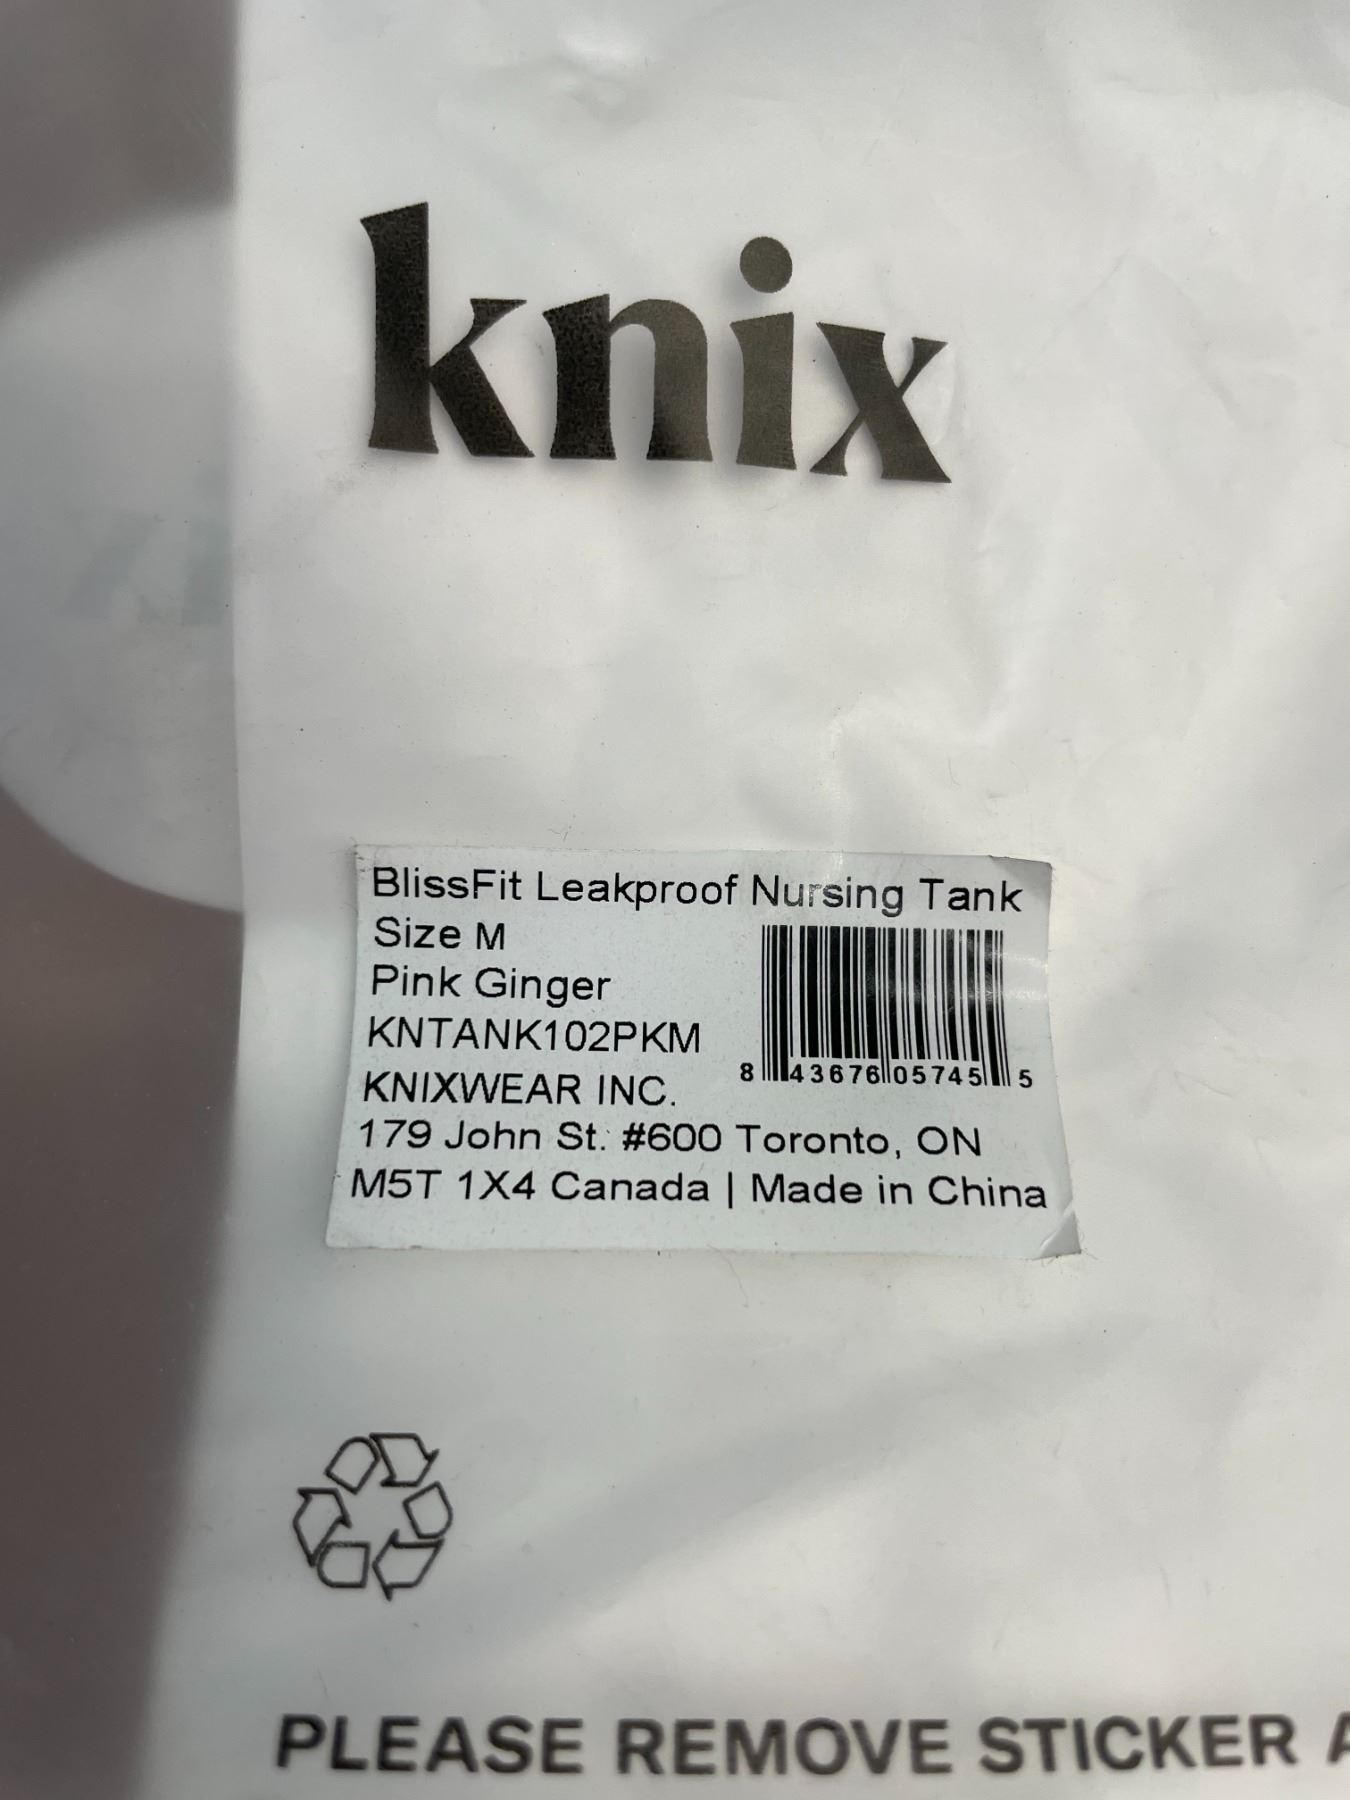 knix
BlissFit Leakproof Nursing Tank
Size M
Pink Ginger
KNTANK102PKM
8 43676 05745 5
KNIXWEAR INC.
179 John St. #600 Toronto, ON
M5T 1X4 Canada | Made in China
PLEASE REMOVE STICKER